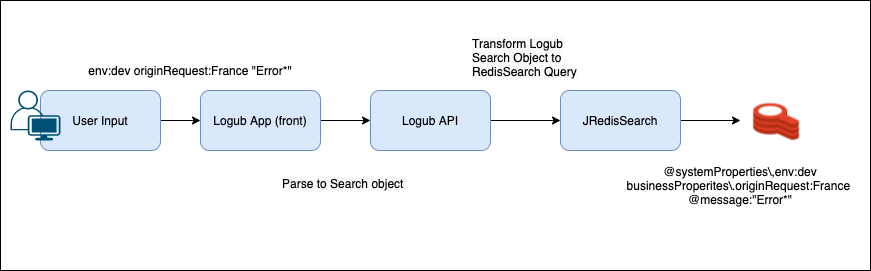 Transform Logub
Search Object to
RedisSearch Query
env:dev originRequest:France "Error*"
User Input
Logub App (front)
Logub API
JRedisSearch
Parse to Search object
@systemProperties\,env:dev
businessProperites\.originRequest:France
@message:"Error*"